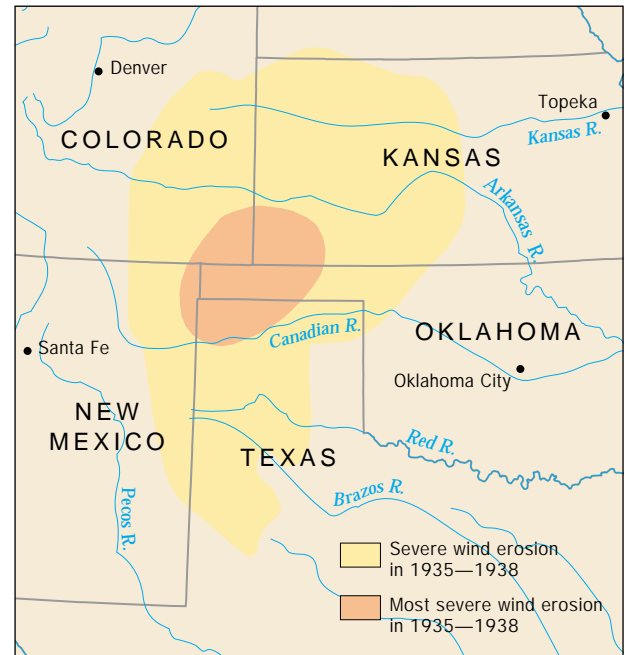 Denver
Topeka
COLORADO
Kansas R.
KANSAS
Arkansas R.
Canadian R.
OKLAHOMA
Santa Fe
Oklahoma City
NEW
MEXICO
Red R.
TEXAS
Brazos R.
Pecos R.
Severe wind erosion
in 1935—1938
Most severe wind erosion
in 1935—1938